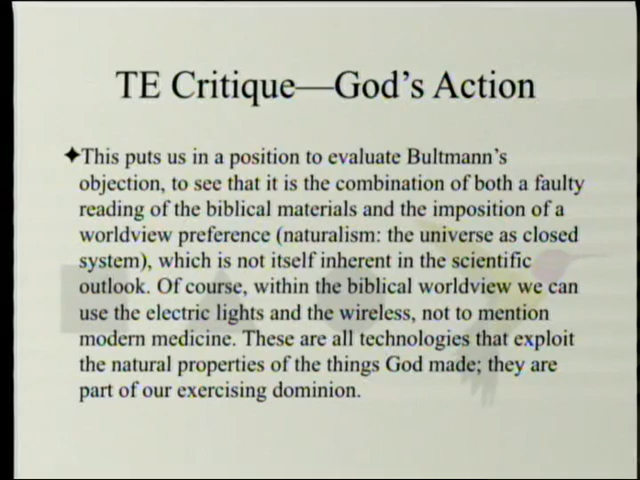 TE Critique—God's Action
✦This puts us in a position to evaluate Bultmann's
objection, to see that it is the combination of both a faulty
reading of the biblical materials and the imposition of a
worldview preference (naturalism: the universe as closed
system), which is not itself inherent in the scientific
outlook. Of course, within the biblical worldview we can
use the electric lights and the wireless, not to mention
modern medicine. These are all technologies that exploit
the natural properties of the things God made; they are
part of our exercising dominion.